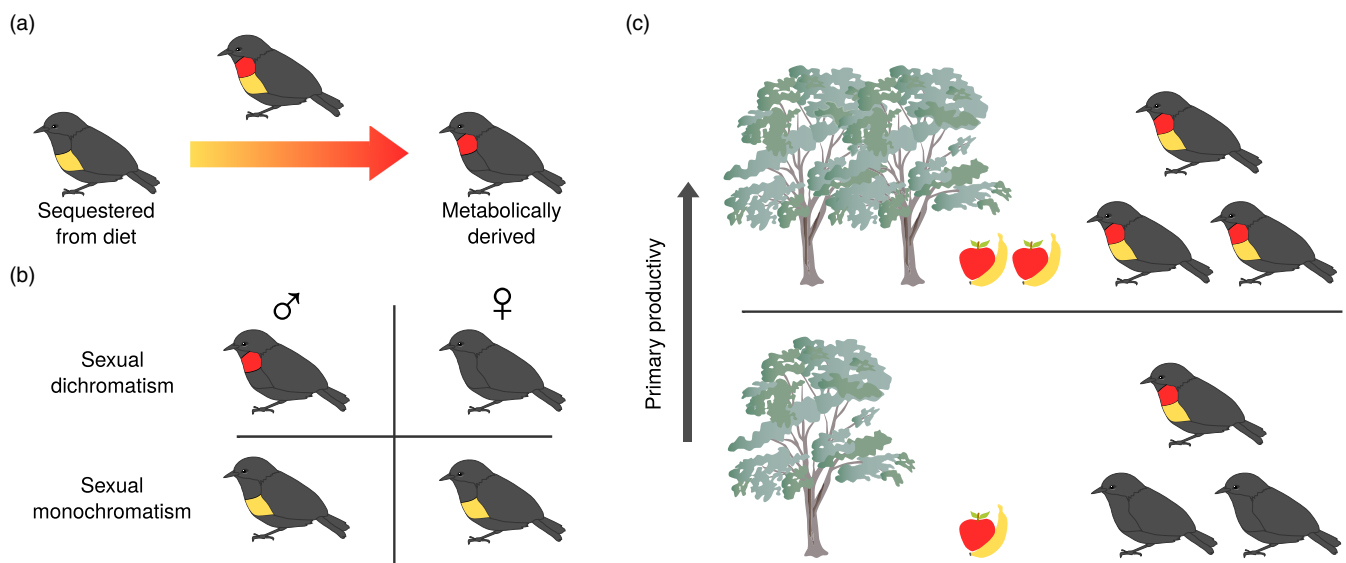 (a)
Sequestered
from diet
Metabolically
derived
(b)
♂
♀
Sexual
dichromatism
Sexual
monochromatism
(c)
Primary productivy